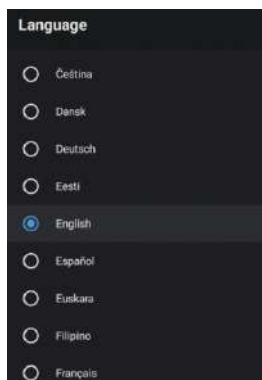 Language
Čeština
Dansk
Deutsch
Eesti
English
Español
Euskara
Filipino
Français